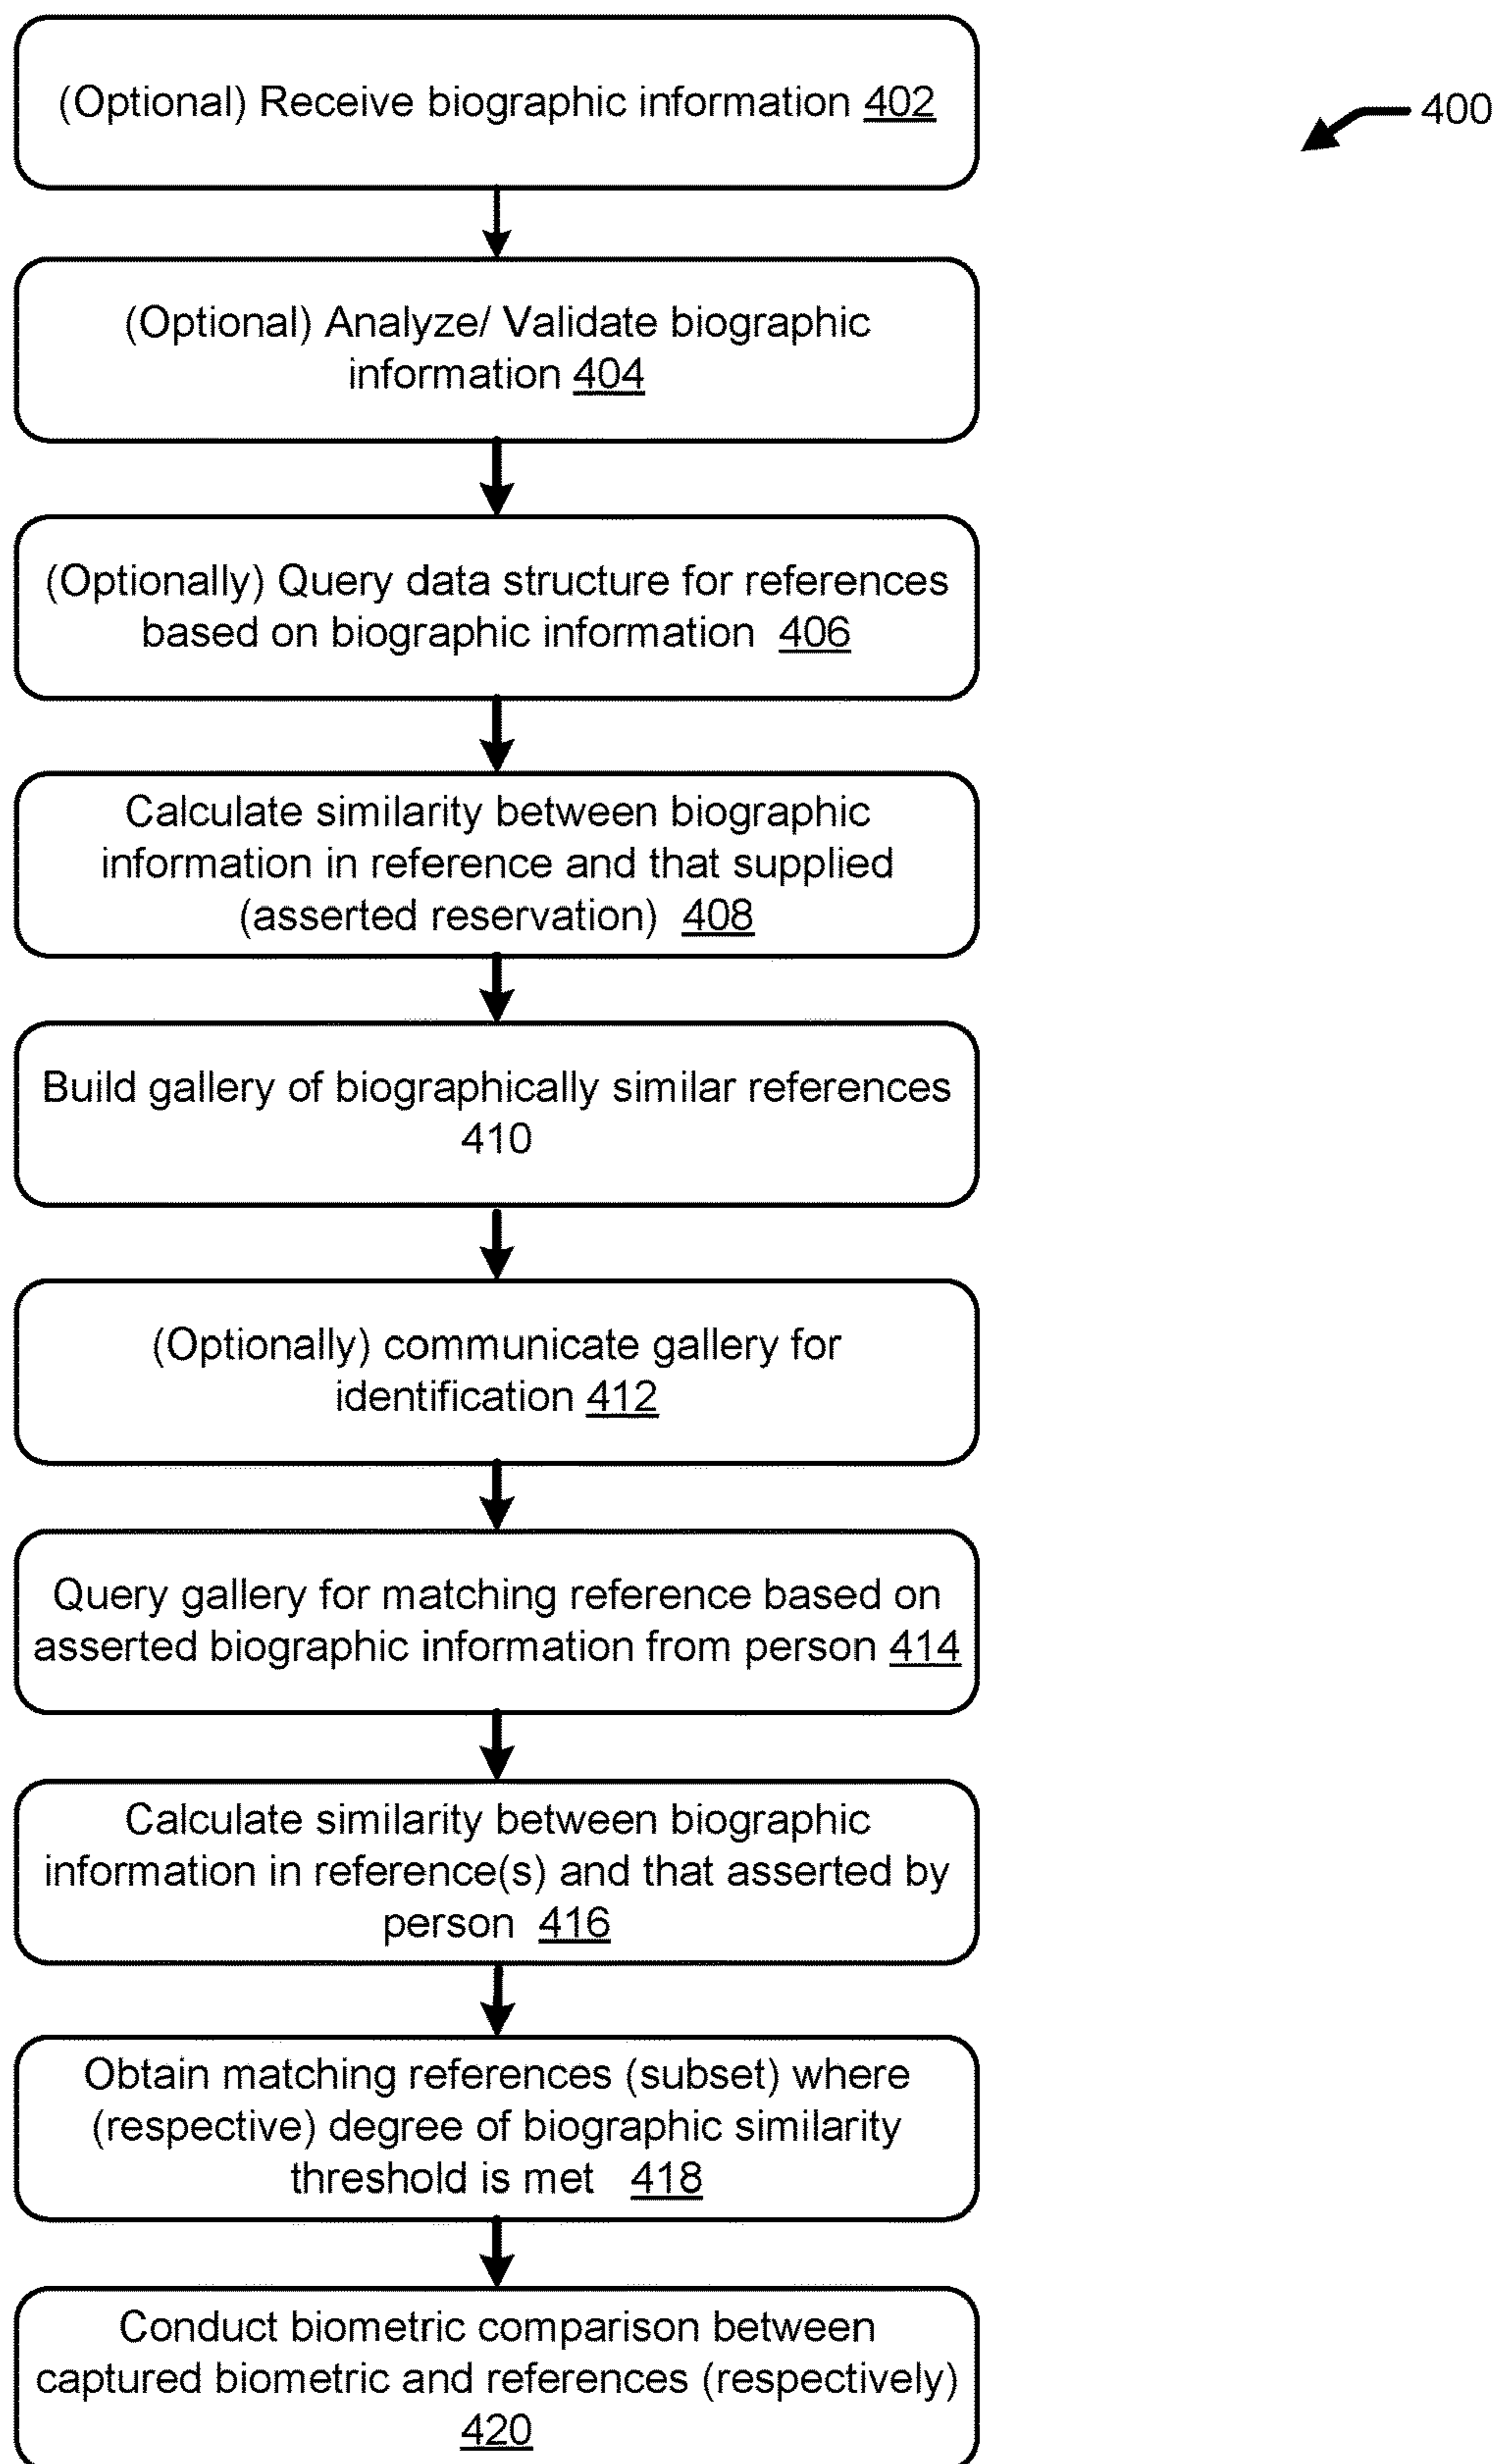 (Optional) Receive biographic information 402
400
(Optional) Analyze/ Validate biographic
information 404
(Optionally) Query data structure for references
based on biographic information 406
Calculate similarity between biographic
information in reference and that supplied
(asserted reservation) 408
Build gallery of biographically similar references
410
(Optionally) communicate gallery for
identification 412
Query gallery for matching reference based on
asserted biographic information from person 414
Calculate similarity between biographic
information in reference(s) and that asserted by
person 416
Obtain matching references (subset) where
(respective) degree of biographic similarity
threshold is met 418
Conduct biometric comparison between
captured biometric and references (respectively)
420